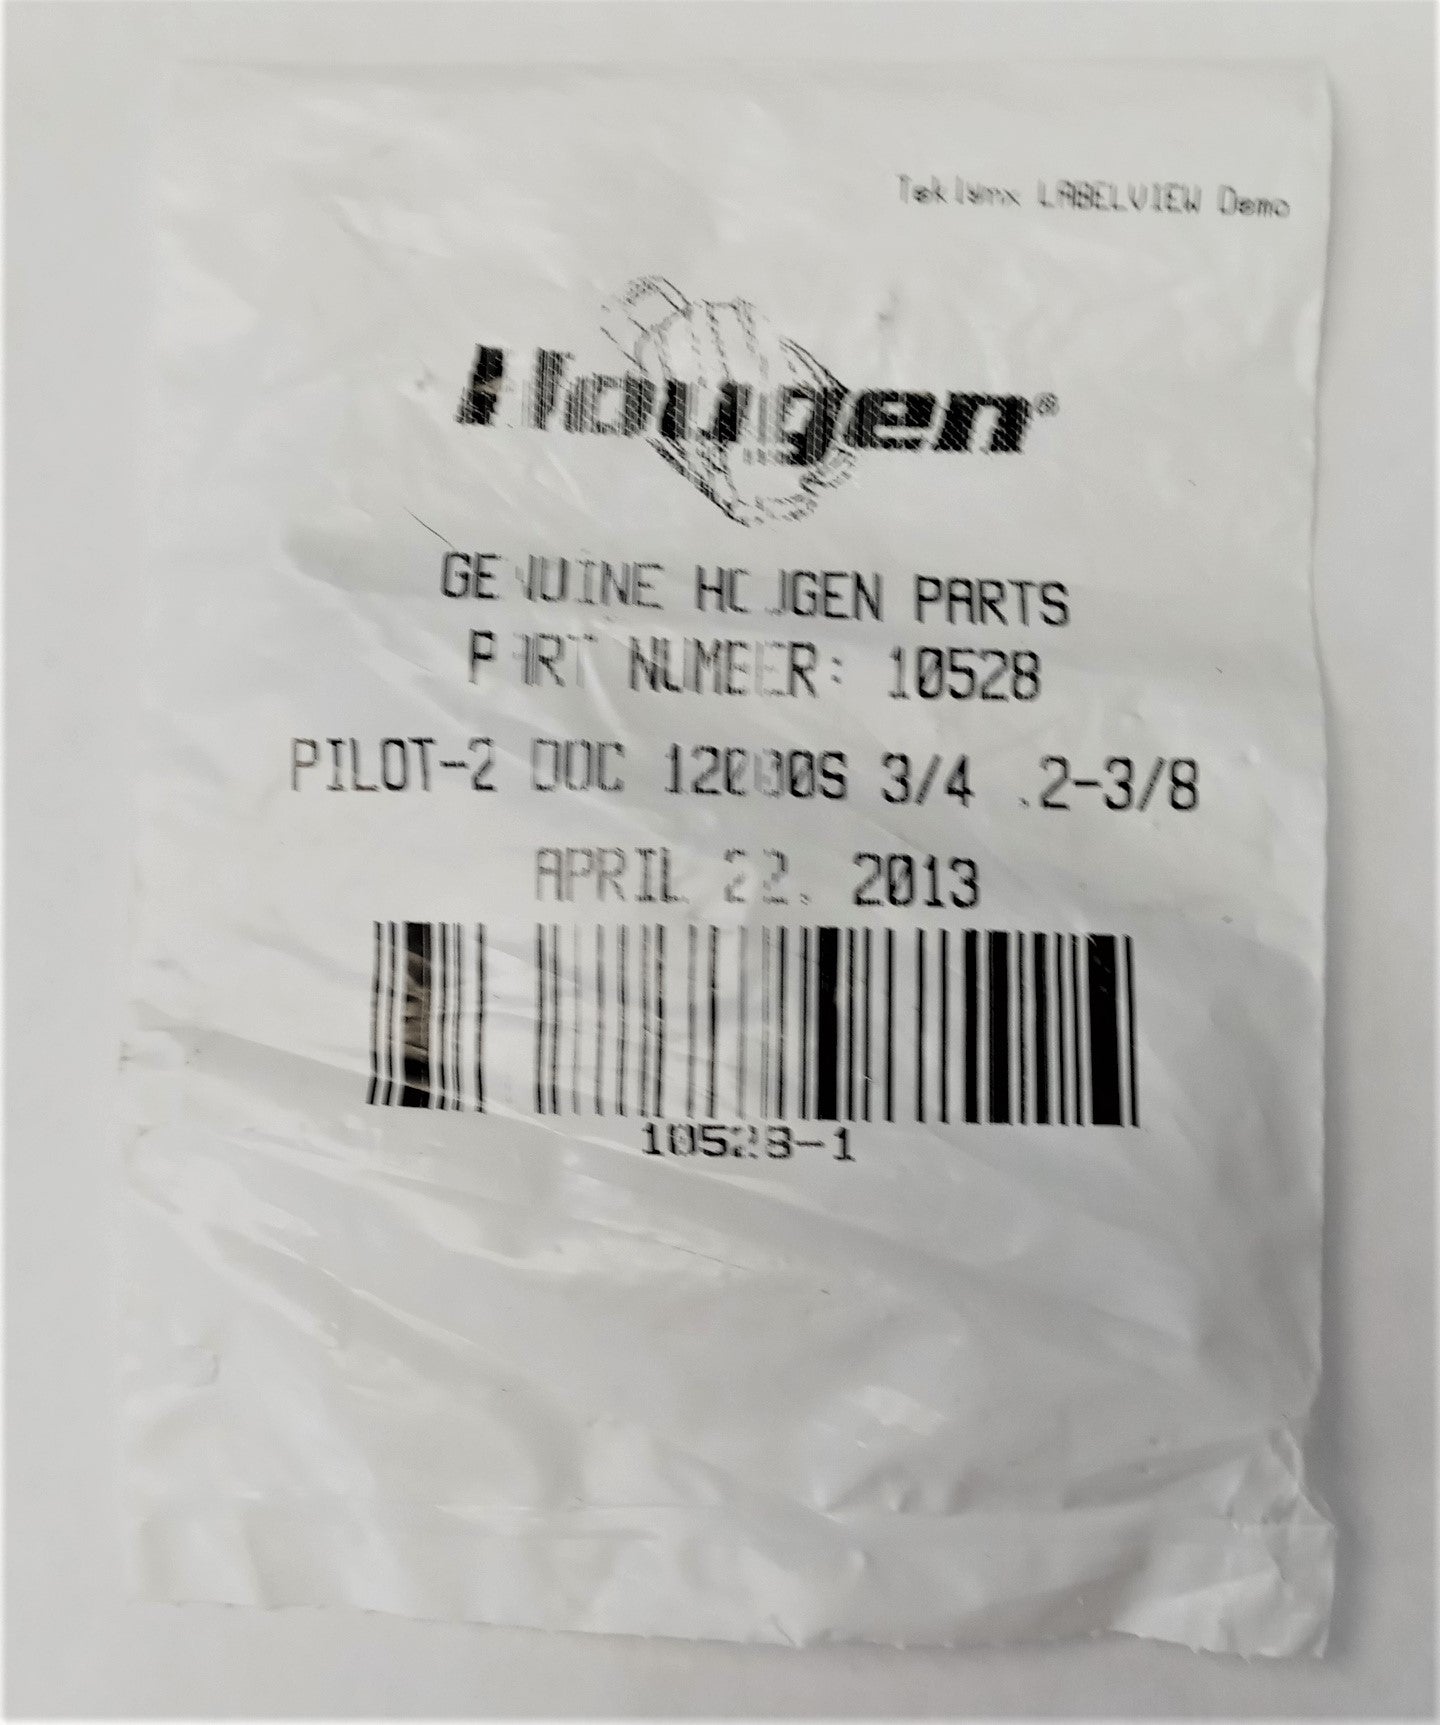 Teklynx LABELVIEW Demo
Hougen®
GENUINE HOUGEN PARTS
PART NUMBER: 10528
PILOT-2 DOC 12000S 3/4 .2-3/8
APRIL 22, 2013
10528-1